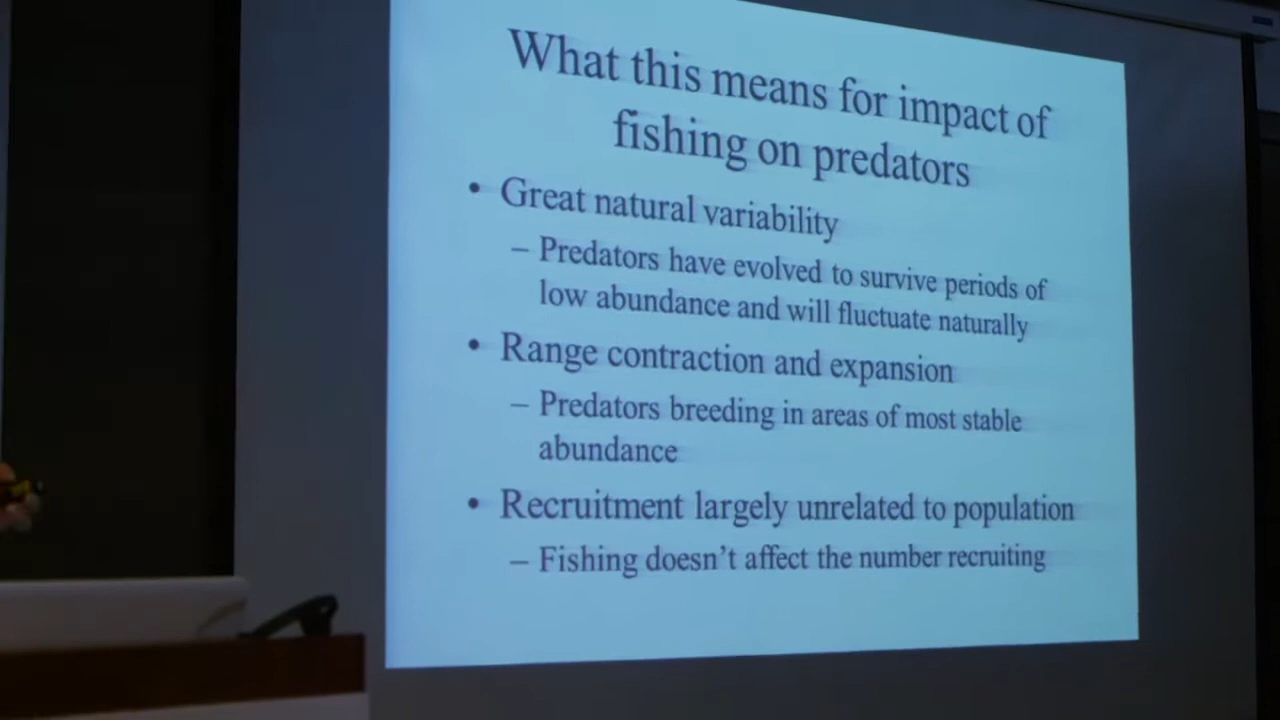 What this means for impact of
fishing on predators
• Great natural variability
– Predators have evolved to survive periods of
low abundance and will fluctuate naturally
• Range contraction and expansion
– Predators breeding in areas of most stable
abundance
• Recruitment largely unrelated to population
– Fishing doesn't affect the number recruiting